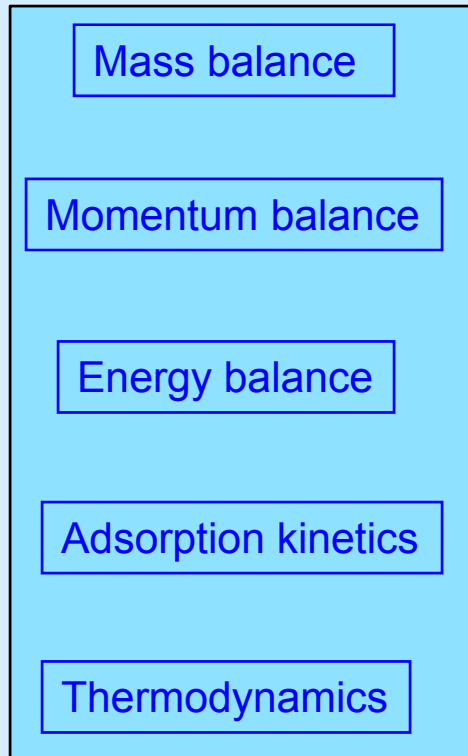 Mass balance
Momentum balance
Energy balance
Adsorption kinetics
Thermodynamics